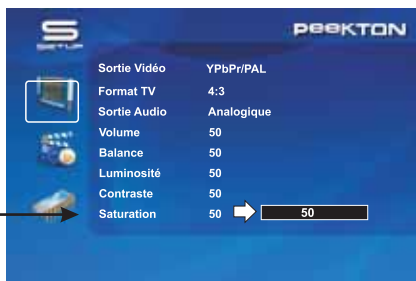 S PEEKTON
SETUP
Sortie Vidéo YPbPr/PAL
Format TV 4:3
Sortie Audio Analogique
Volume 50
Balance 50
Luminosité 50
Contraste 50
Saturation 50 50